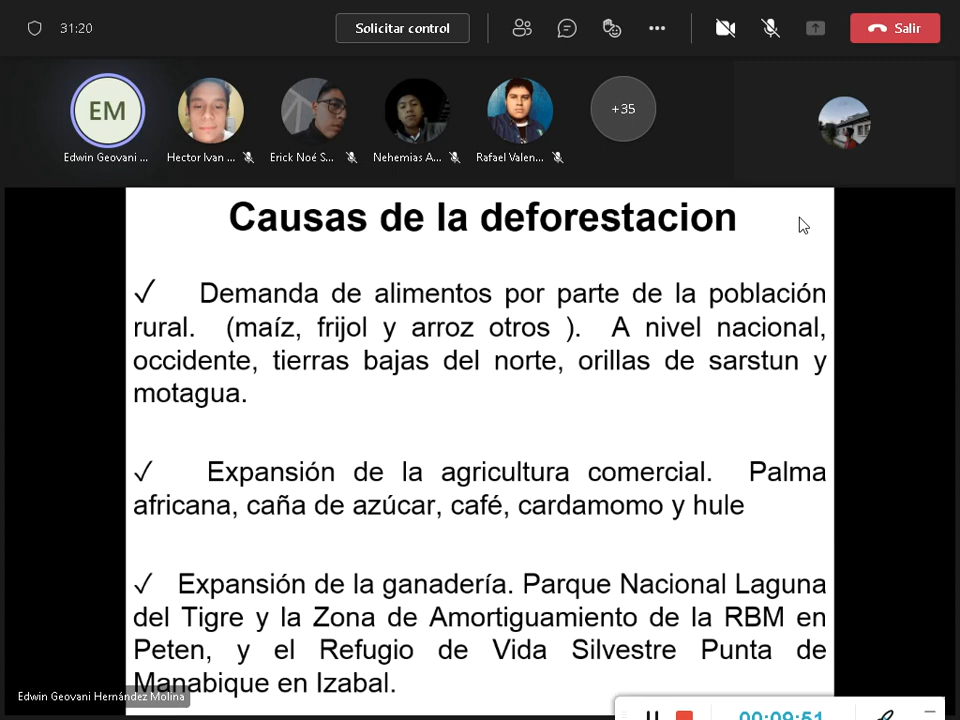 31:20
Solicitar control
Salir
EM
+35
Edwin Geovani ...
Hector Ivan ...
Erick Noé S...
Nehemias A...
Rafael Valen...
Causas de la deforestacion
✓ Demanda de alimentos por parte de la población
rural. (maíz, frijol y arroz otros ). A nivel nacional,
occidente, tierras bajas del norte, orillas de sarstun y
motagua.
✓ Expansión de la agricultura comercial. Palma
africana, caña de azúcar, café, cardamomo y hule
✓ Expansión de la ganadería. Parque Nacional Laguna
del Tigre y la Zona de Amortiguamiento de la RBM en
Peten, y el Refugio de Vida Silvestre Punta de
Manabique en Izabal.
Edwin Geovani Hernández Molina
00:09:51